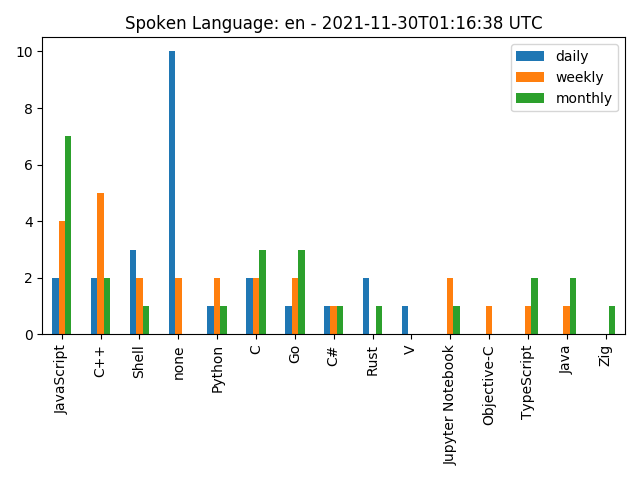 Spoken Language: en - 2021-11-30T01:16:38 UTC
daily
weekly
monthly
10
8
6
4
2
0
JavaScript
C++
Shell
none
Python
C
Go
C#
Rust
V
Jupyter Notebook
Objective-C
TypeScript
Java
Zig